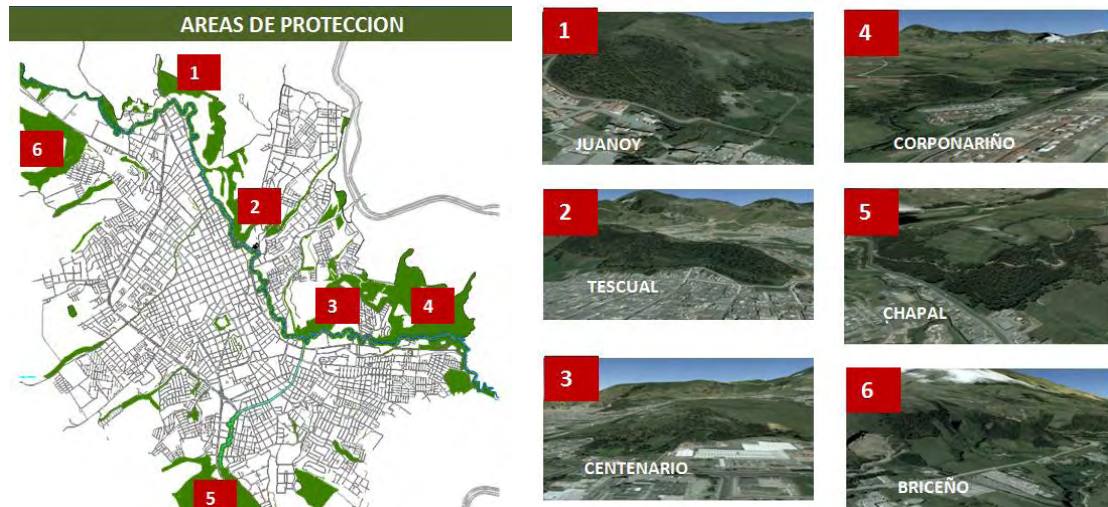 AREAS DE PROTECCION
1
6
2
3
4
5
1
JUANOY
2
TESCUAL
3
CENTENARIO
4
CORPONARIÑO
5
CHAPAL
6
BRICEÑO